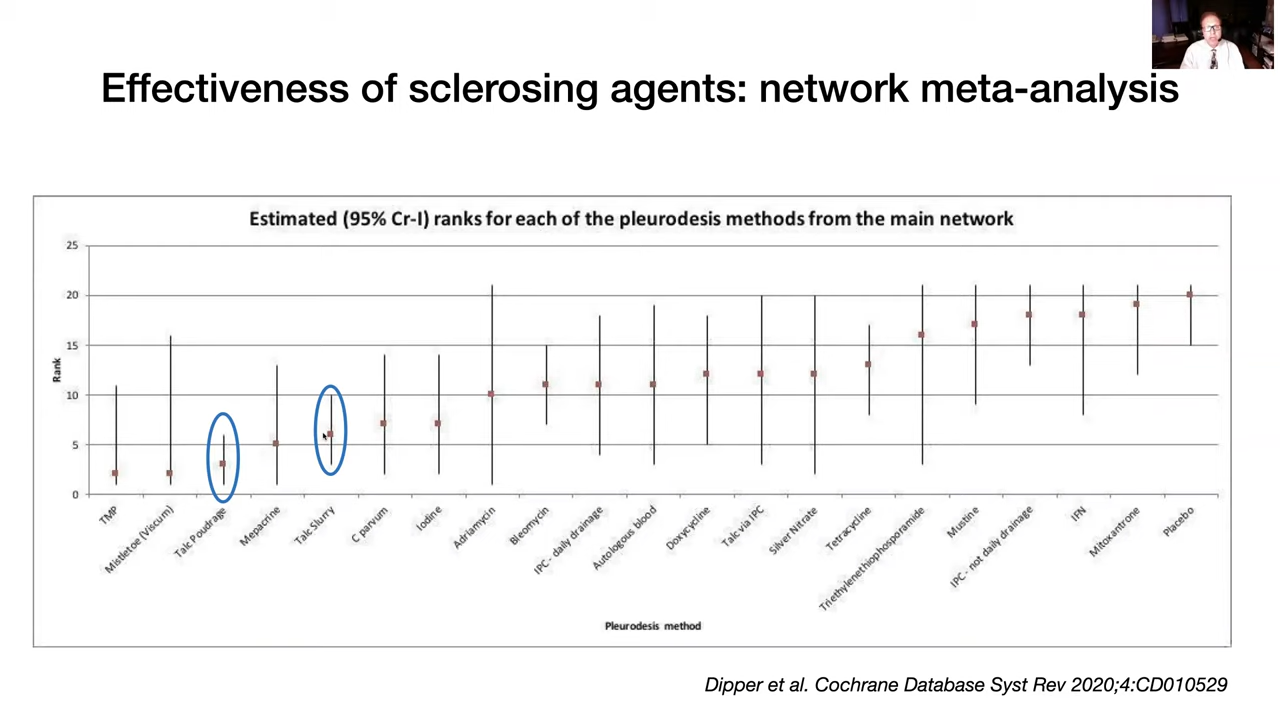 Effectiveness of sclerosing agents: network meta-analysis
Estimated (95% Cr-I) ranks for each of the pleurodesis methods from the main network
25
20
15
10
5
0
Rank
TMP
Mistletoe (Viscum)
Talc Poudrage
Mepacrine
Talc Slurry
C parvum
Iodine
Adriamycin
Bleomycin
IPC - daily drainage
Autologous blood
Doxycycline
Talc via IPC
Silver Nitrate
Tetracycline
Triethylenethiophosporamide
Mustine
IPC - not daily drainage
IFN
Mitoxantrone
Placebo
Pleurodesis method
Dipper et al. Cochrane Database Syst Rev 2020;4:CD010529